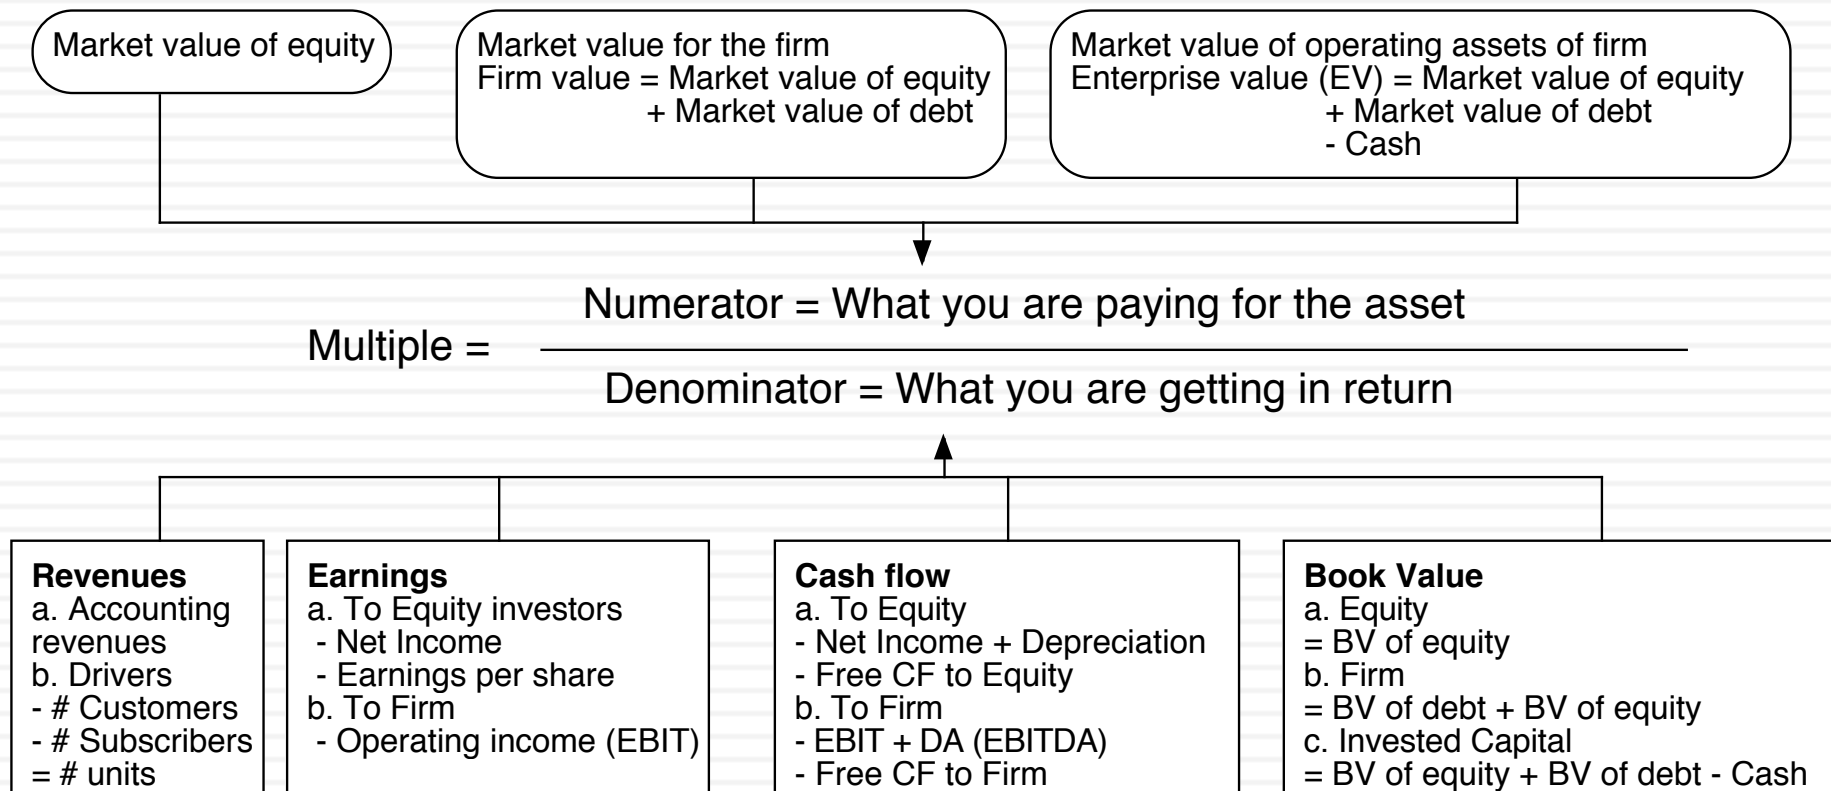 Market value of equity
Market value for the firm
Firm value = Market value of equity
+ Market value of debt
Market value of operating assets of firm
Enterprise value (EV) = Market value of equity
+ Market value of debt
- Cash
Numerator = What you are paying for the asset
Multiple =
Denominator = What you are getting in return
Revenues
a. Accounting
revenues
b. Drivers
- # Customers
- # Subscribers
= # units
Earnings
a. To Equity investors
- Net Income
- Earnings per share
b. To Firm
- Operating income (EBIT)
Cash flow
a. To Equity
- Net Income + Depreciation
- Free CF to Equity
b. To Firm
- EBIT + DA (EBITDA)
- Free CF to Firm
Book Value
a. Equity
= BV of equity
b. Firm
= BV of debt + BV of equity
c. Invested Capital
= BV of equity + BV of debt - Cash